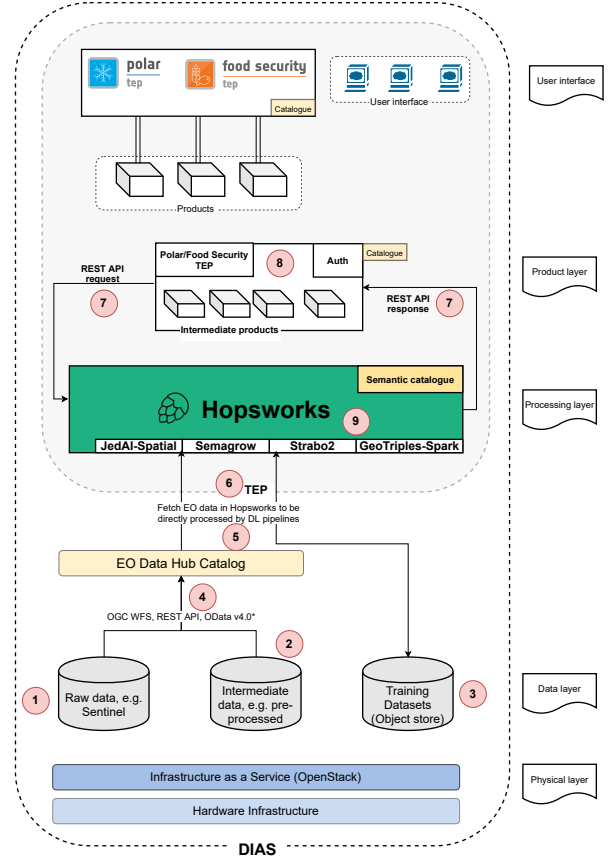 polar
tep
food security
tep
Catalogue
User interface
User interface
Products
Polar/Food Security
TEP
8
Auth
Catalogue
REST API
request
7
Intermediate products
REST API
response
7
Product layer
Semantic catalogue
Hopsworks
9
Processing layer
JedAI-Spatial
Semagrow
Strabo2
GeoTriples-Spark
6
TEP
Fetch EO data in Hopsworks to be
directly processed by DL pipelines
5
EO Data Hub Catalog
4
OGC WFS, REST API, OData v4.0*
2
1
Raw data, e.g.
Sentinel
Intermediate
data, e.g. pre-
processed
Training
Datasets
(Object store)
3
Data layer
Infrastructure as a Service (OpenStack)
Physical layer
Hardware Infrastructure
DIAS